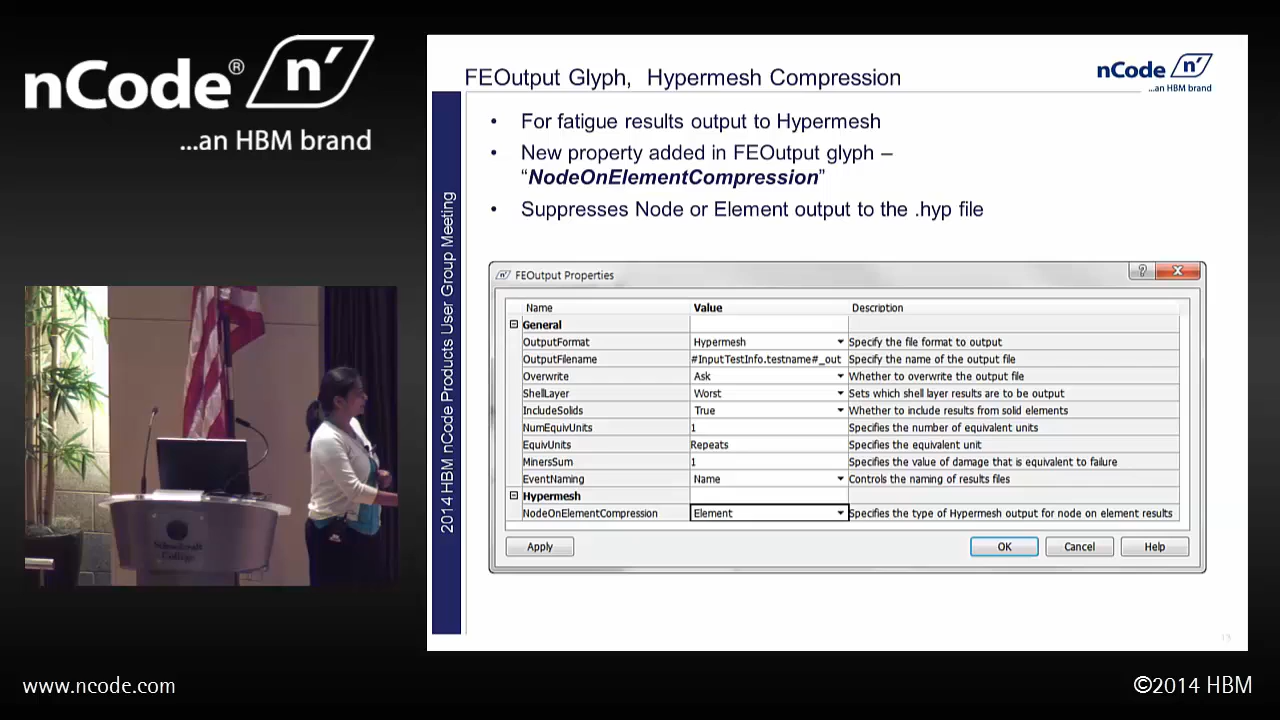 nCode® n'
...an HBM brand
FEOutput Glyph, Hypermesh Compression
nCode n'
...an HBM brand
• For fatigue results output to Hypermesh
• New property added in FEOutput glyph –
“NodeOnElementCompression”
• Suppresses Node or Element output to the .hyp file
2014 HBM nCode Products User Group Meeting
n' FEOutput Properties ? X
Name Value Description
General
OutputFormat Hypermesh Specify the file format to output
OutputFilename #InputTestInfo.testname#_out Specify the name of the output file
Overwrite Ask Whether to overwrite the output file
ShellLayer Worst Sets which shell layer results are to be output
IncludeSolids True Whether to include results from solid elements
NumEquivUnits 1 Specifies the number of equivalent units
EquivUnits Repeats Specifies the equivalent unit
MinersSum 1 Specifies the value of damage that is equivalent to failure
EventNaming Name Controls the naming of results files
Hypermesh
NodeOnElementCompression Element Specifies the type of Hypermesh output for node on element results
Apply OK Cancel Help
Schoolcraft
College
13
www.ncode.com
©2014 HBM